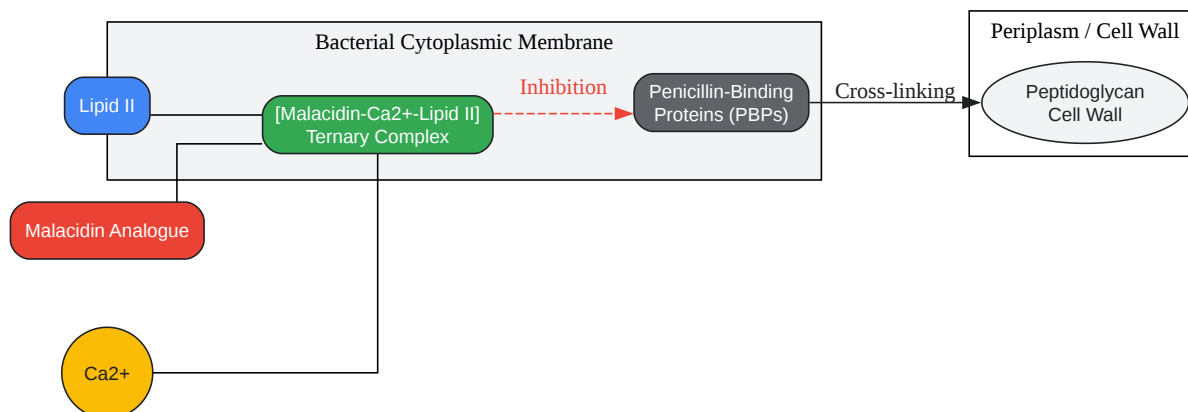 Bacterial Cytoplasmic Membrane
Periplasm / Cell Wall
Lipid II
[Malacidin-Ca2+-Lipid II]
Ternary Complex
Inhibition
Penicillin-Binding
Proteins (PBPs)
Cross-linking
Peptidoglycan
Cell Wall
Malacidin Analogue
Ca2+